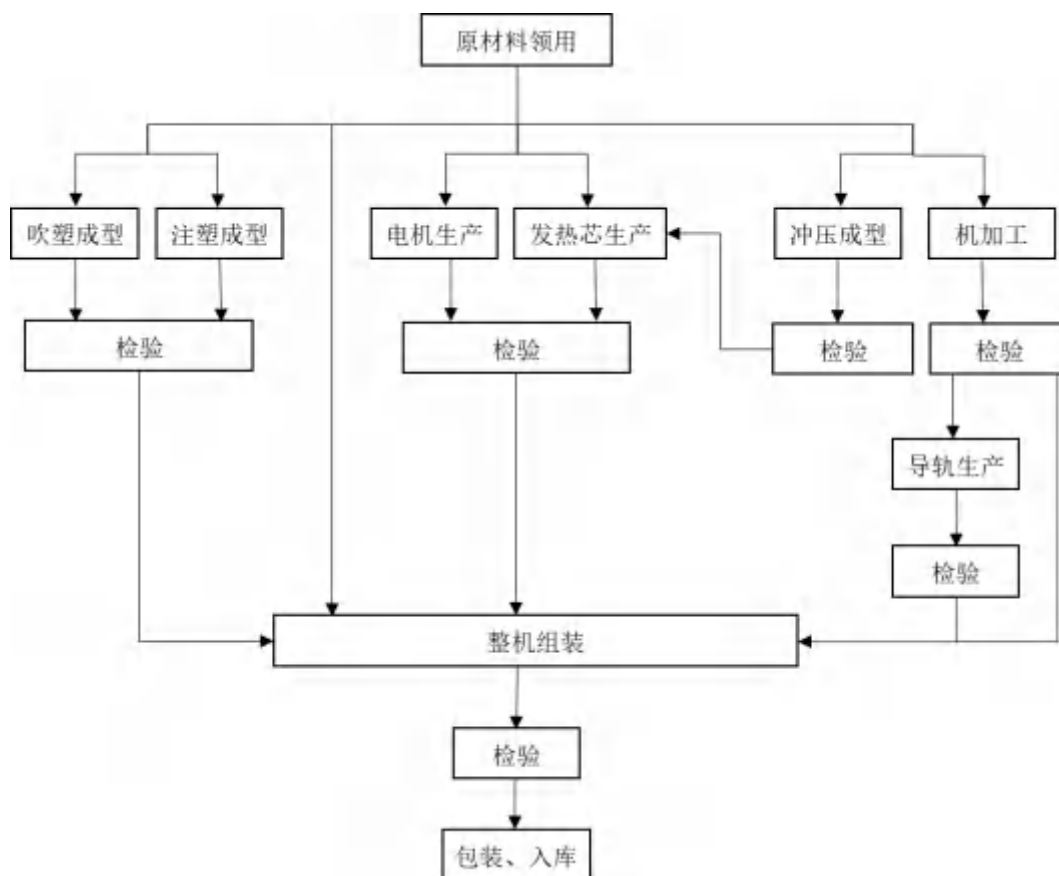 原材料领用
吹塑成型
注塑成型
电机生产
发热芯生产
冲压成型
机加工
检验
检验
检验
检验
导轨生产
检验
整机组装
检验
包装、入库